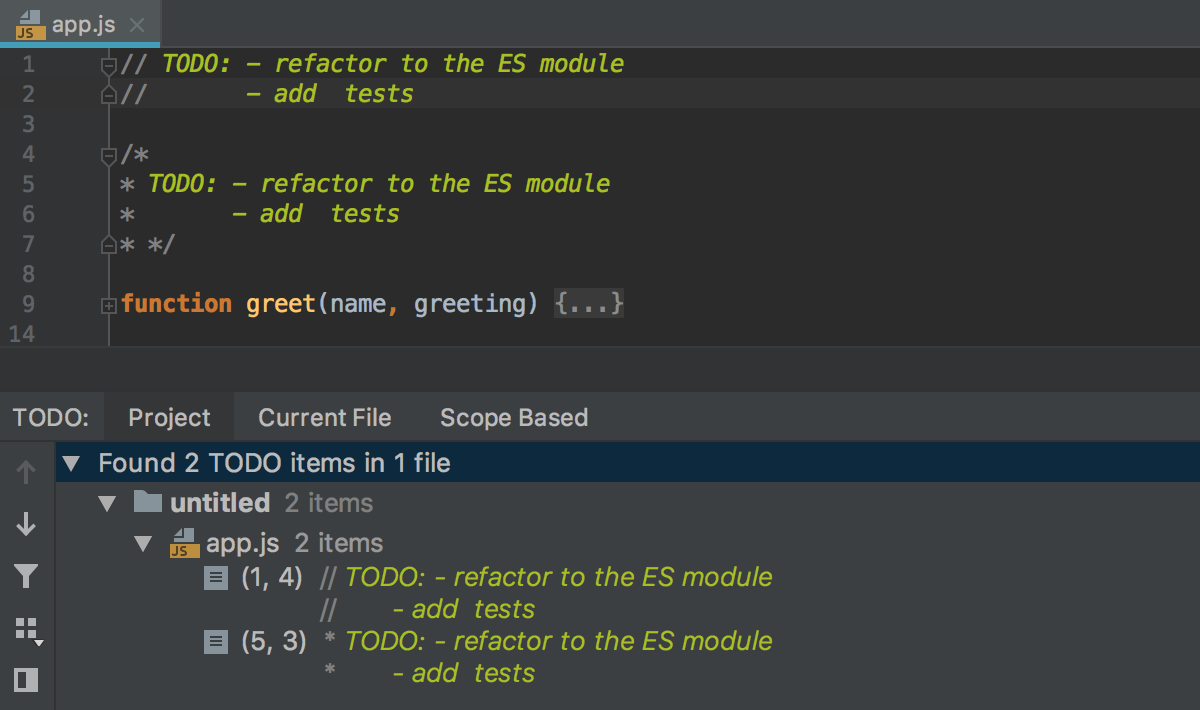 JS app.js
1 // TODO: - refactor to the ES module
2 //       - add  tests
3
4 /*
5 * TODO: - refactor to the ES module
6 *       - add  tests
7 * */
8
9 function greet(name, greeting) {...}
14
TODO: Project Current File Scope Based
Found 2 TODO items in 1 file
untitled 2 items
JS app.js 2 items
(1, 4) // TODO: - refactor to the ES module
//       - add  tests
(5, 3) * TODO: - refactor to the ES module
*       - add  tests